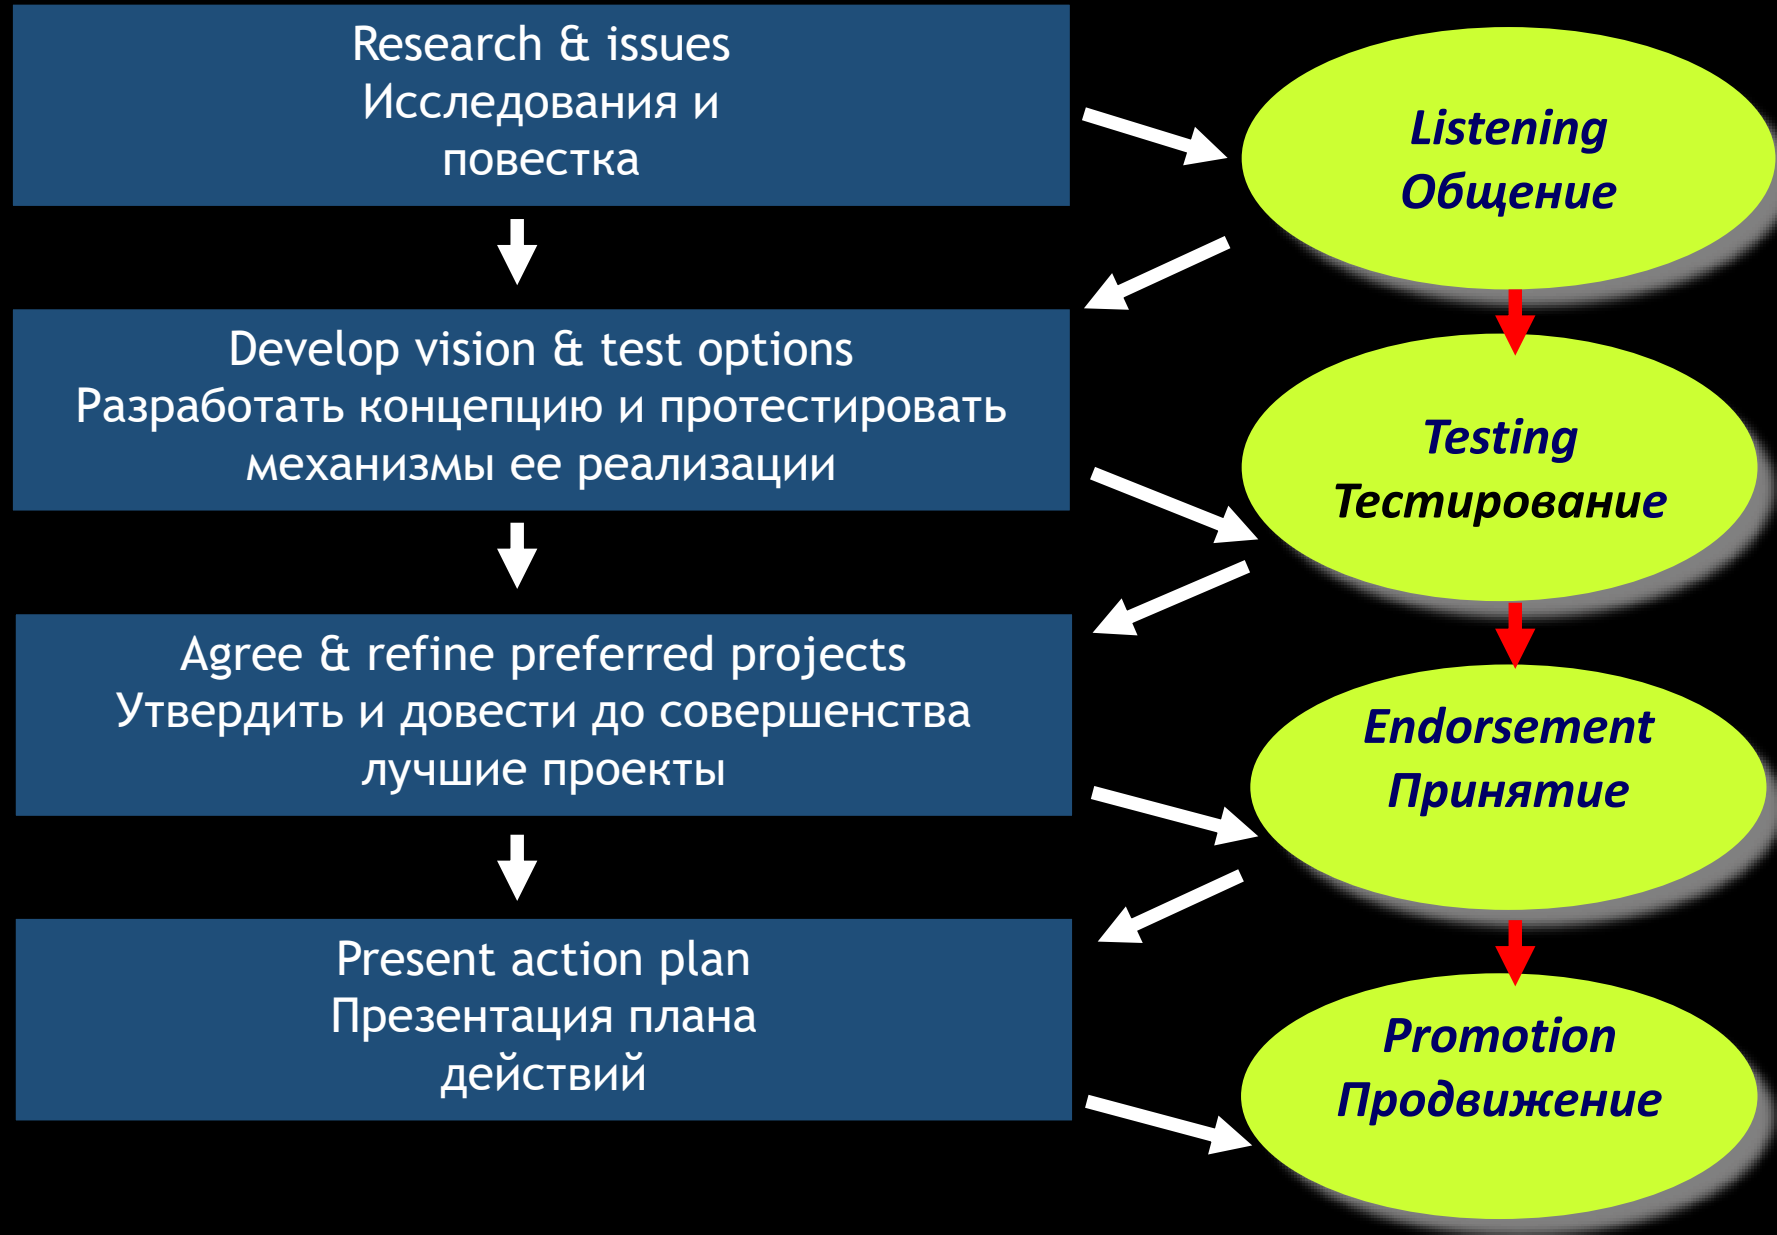 Research & issues
Исследования и
повестка
Listening
Общение
Develop vision & test options
Разработать концепцию и протестировать
механизмы ее реализации
Testing
Тестирование
Agree & refine preferred projects
Утвердить и довести до совершенства
лучшие проекты
Endorsement
Принятие
Present action plan
Презентация плана
действий
Promotion
Продвижение